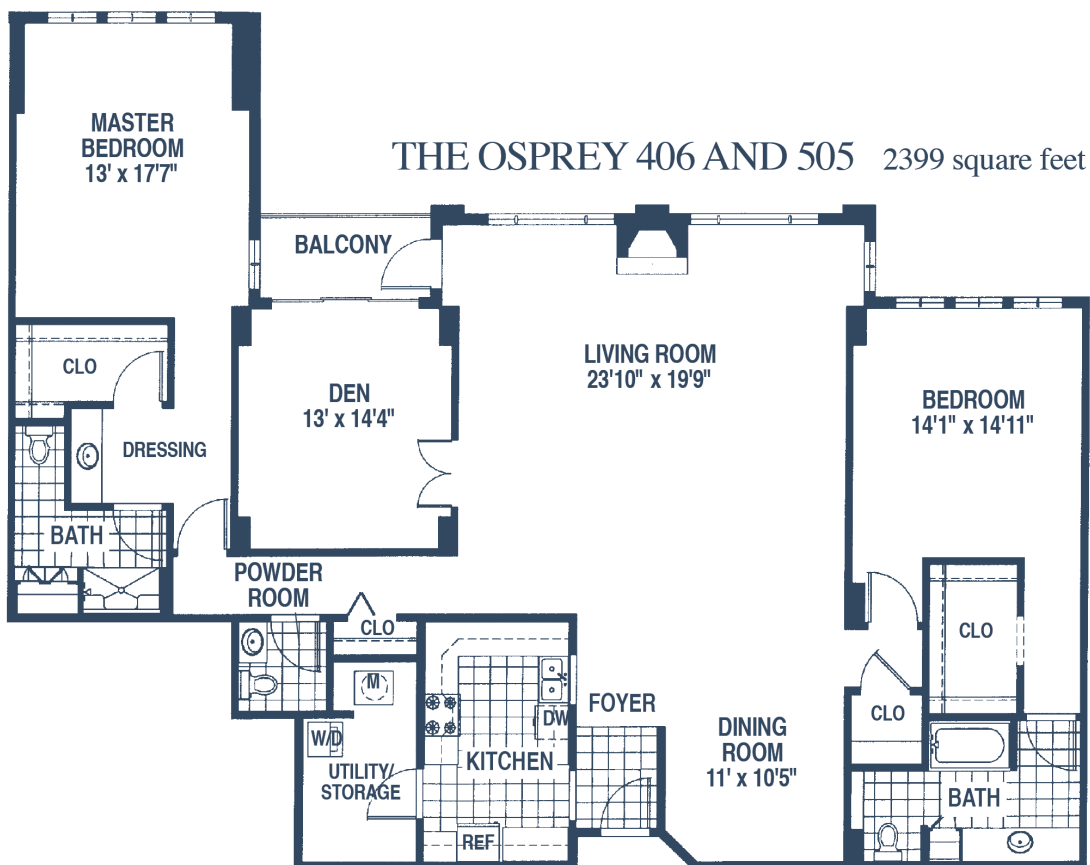 MASTER
BEDROOM
13' x 17'7"
THE OSPREY 406 AND 505 2399 square feet
BALCONY
LIVING ROOM
23'10" x 19'9"
CLO
DEN
13' x 14'4"
BEDROOM
14'1" x 14'11"
DRESSING
BATH
POWDER
ROOM
CLO
CLO
M
FOYER
CLO
DW
W/D
KITCHEN
DINING
ROOM
11' x 10'5"
UTILITY/
STORAGE
BATH
REF